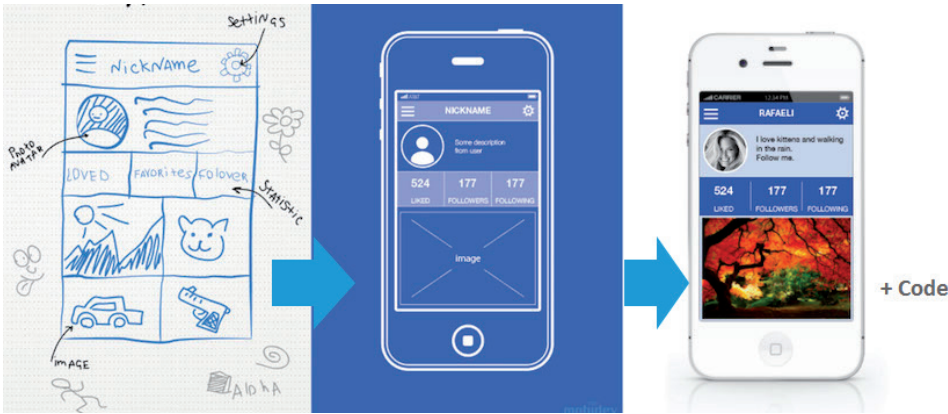 SETTINGS
NICKNAME
PHOTO
AVATAR
LOVED
FAVORITES
FOLOVER
STATISTIC
IMAGE
AlOHA
AT&T
NICKNAME
Some description
from user
524
177
177
LIKED
FOLLOWERS
FOLLOWING
image
mobidev
CARRIER
12:34 PM
RAFAELI
I love kittens and walking
in the rain.
Follow me.
524
177
177
LIKED
FOLLOWERS
FOLLOWING
+ Code